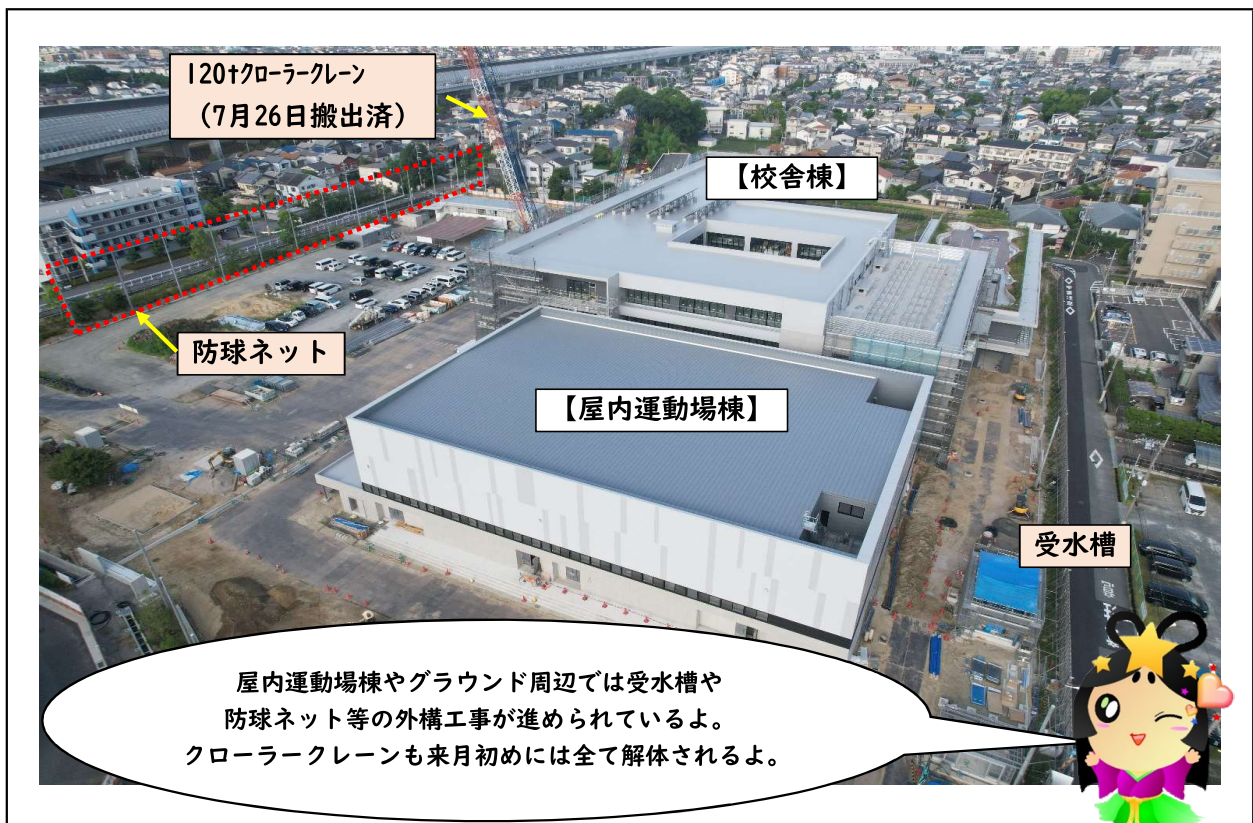 120tクローラークレーン
(7月26日搬出済)
【校舎棟】
防球ネット
【屋内運動場棟】
受水槽
屋内運動場棟やグラウンド周辺では受水槽や
防球ネット等の外構工事が進められているよ。
クローラークレーンも来月初めには全て解体されるよ。